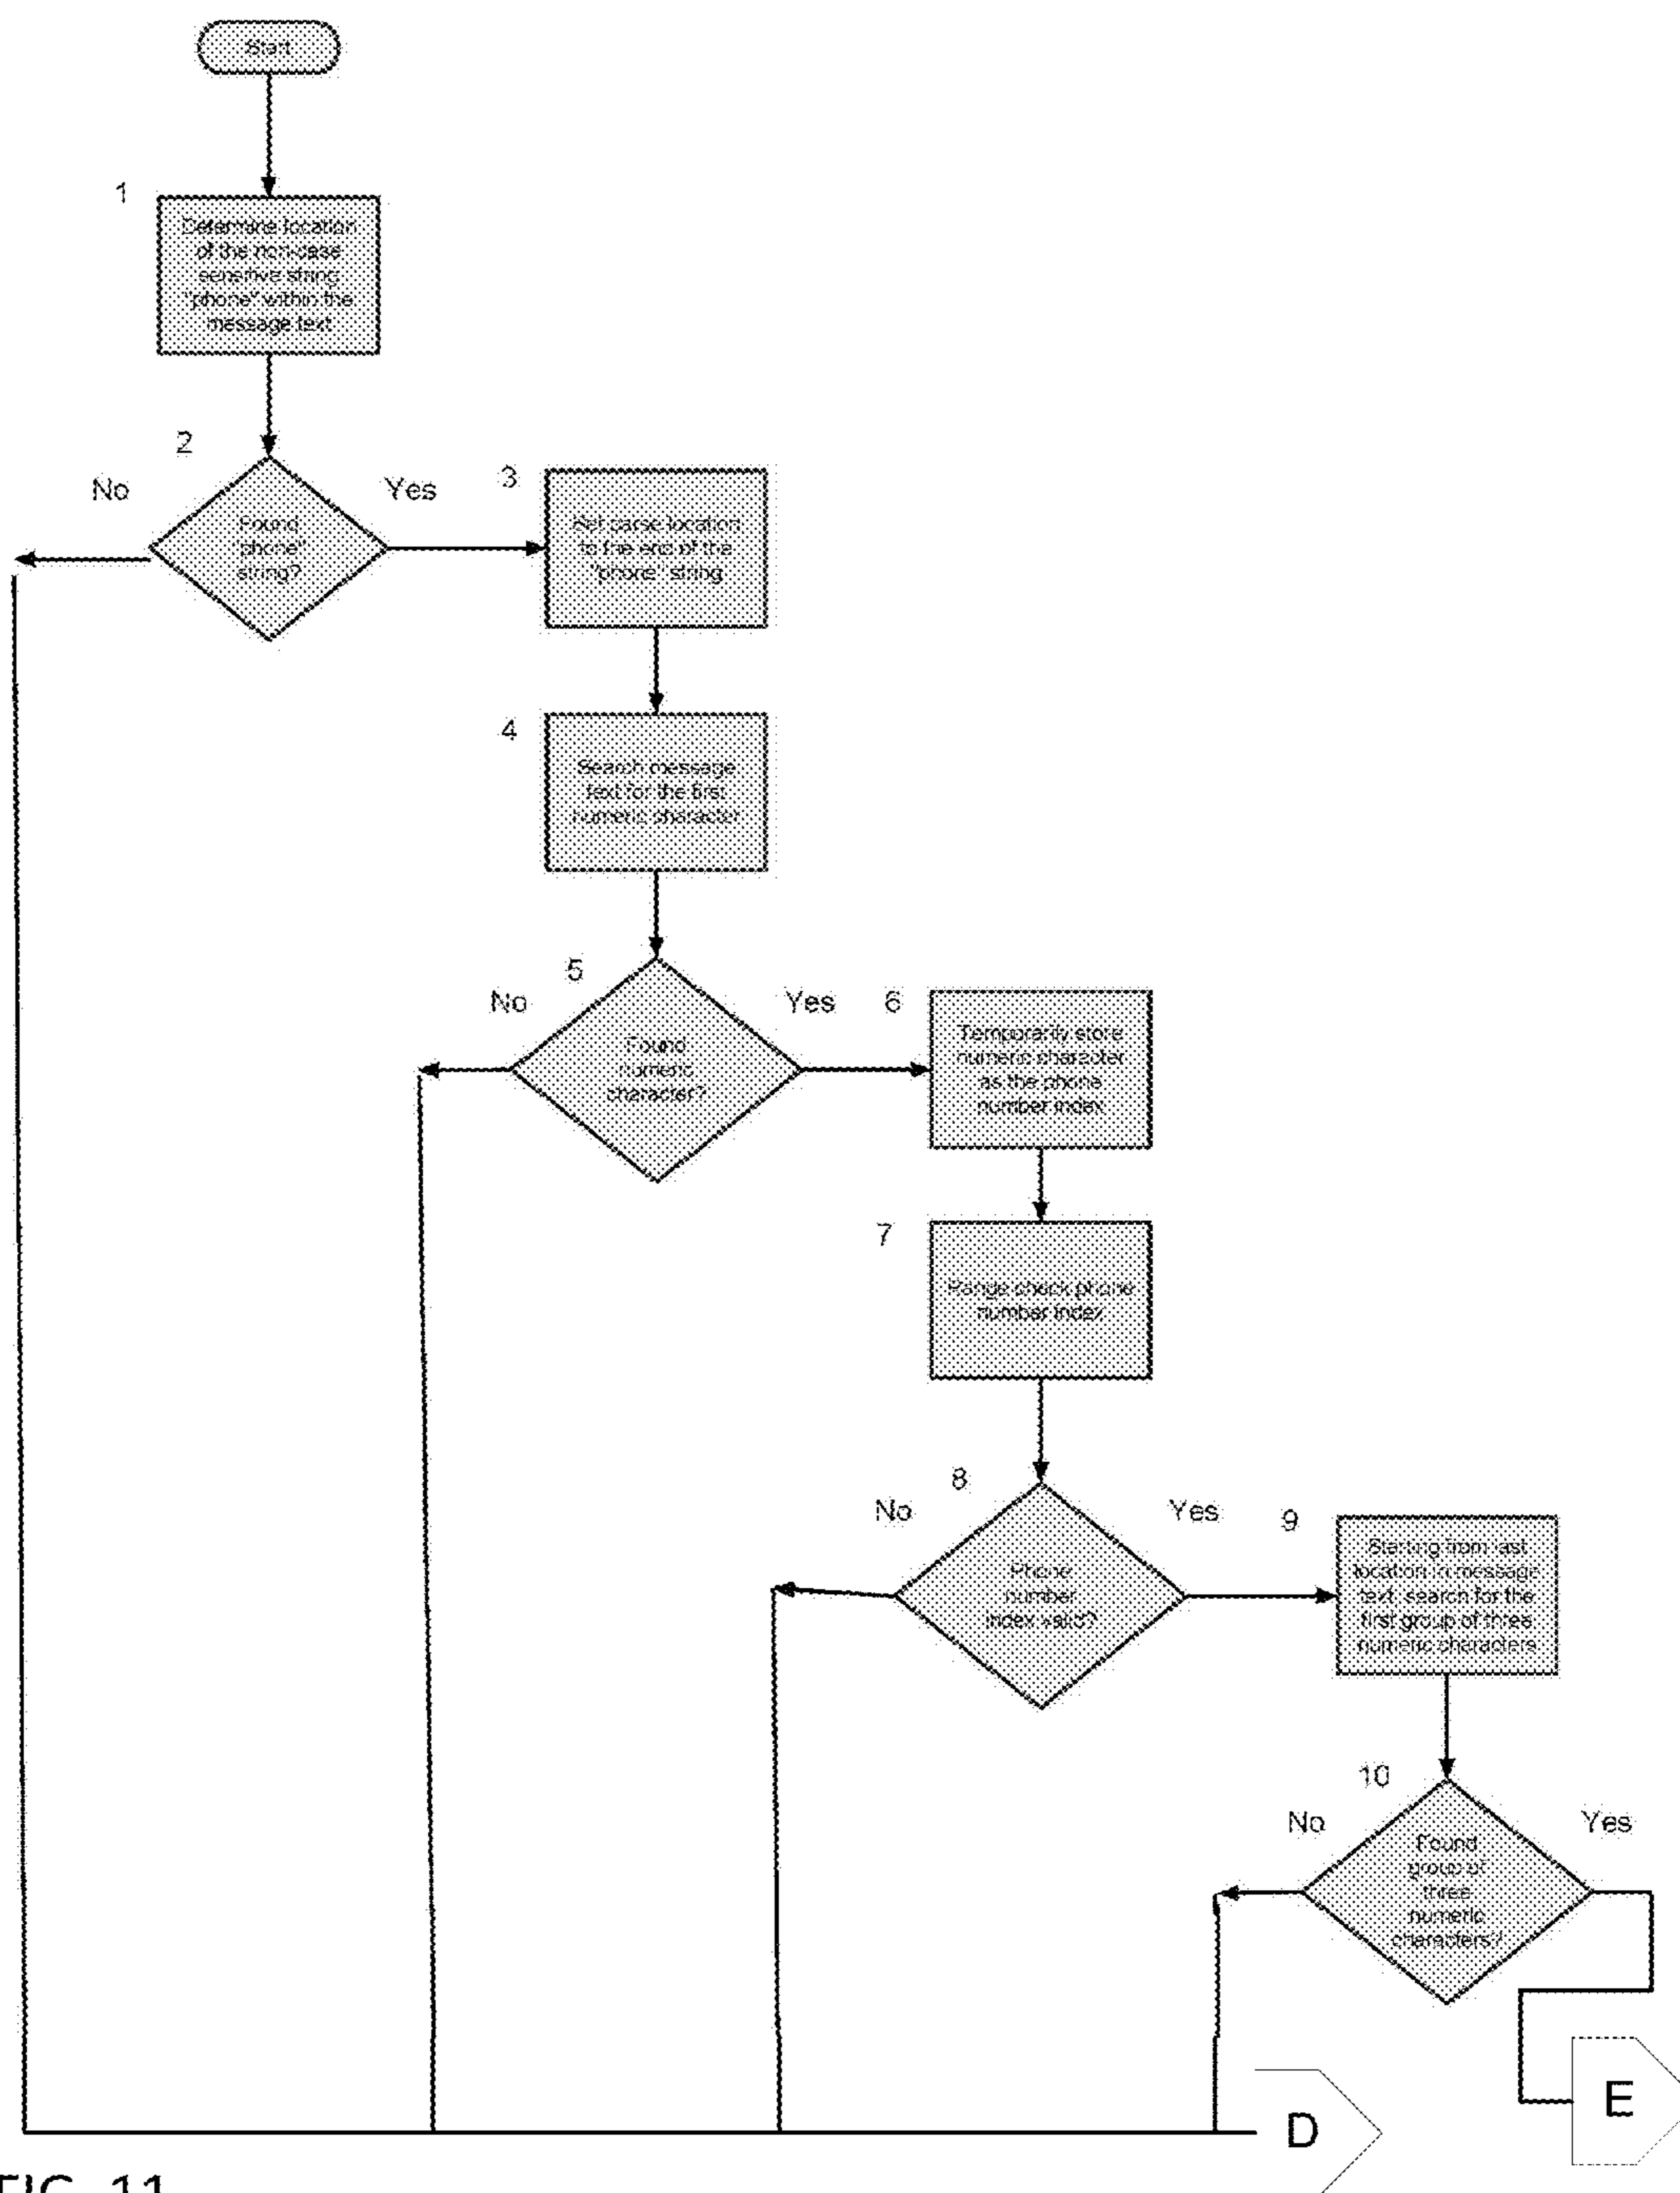 Start
1
Determine location
of the non-case
sensitive string
"phone" within the
message text
2
No
Yes
Found
"phone"
string?
3
Set parse location
to the end of the
"phone" string
4
Search message
text for the first
numeric character
5
No
Yes
Found
numeric
character?
6
Temporarily store
numeric character
as the phone
number index
7
Range check phone
number index
8
No
Yes
Phone
number
index valid?
9
Starting from last
location in message
text, search for the
first group of three
numeric characters
10
No
Yes
Found
group of
three
numeric
characters?
D
E
FIG. 11